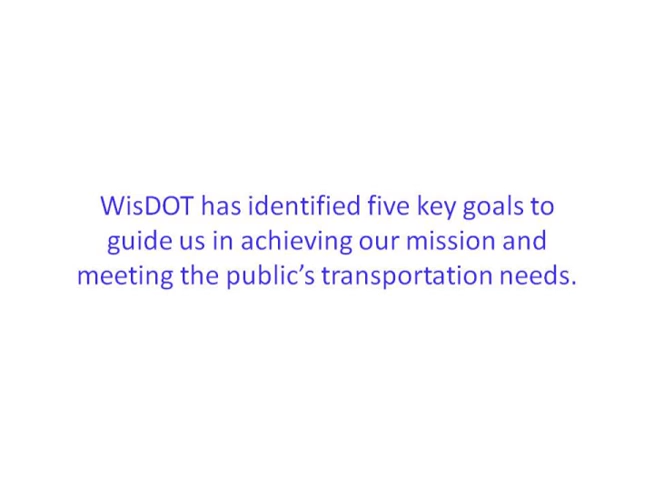 WisDOT has identified five key goals to
guide us in achieving our mission and
meeting the public’s transportation needs.